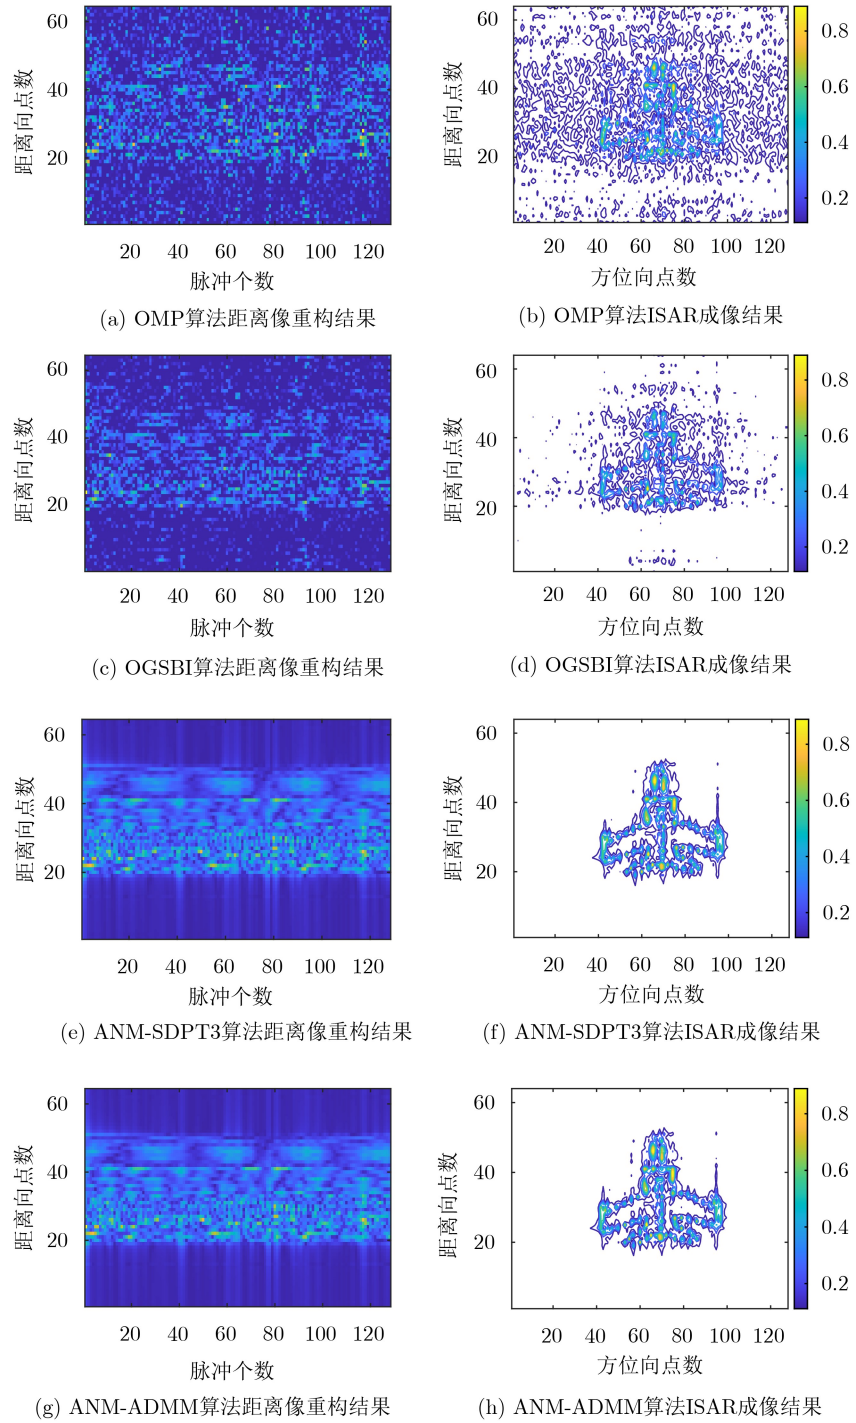 60
40
20
距离向点数
20 40 60 80 100 120
脉冲个数
(a) OMP算法距离像重构结果
60
40
20
距离向点数
20 40 60 80 100 120
方位向点数
0.8
0.6
0.4
0.2
(b) OMP算法ISAR成像结果
60
40
20
距离向点数
20 40 60 80 100 120
脉冲个数
(c) OGSBI算法距离像重构结果
60
40
20
距离向点数
20 40 60 80 100 120
方位向点数
0.8
0.6
0.4
0.2
(d) OGSBI算法ISAR成像结果
60
40
20
距离向点数
20 40 60 80 100 120
脉冲个数
(e) ANM-SDPT3算法距离像重构结果
60
40
20
距离向点数
20 40 60 80 100 120
方位向点数
0.8
0.6
0.4
0.2
(f) ANM-SDPT3算法ISAR成像结果
60
40
20
距离向点数
20 40 60 80 100 120
脉冲个数
(g) ANM-ADMM算法距离像重构结果
60
40
20
距离向点数
20 40 60 80 100 120
方位向点数
0.8
0.6
0.4
0.2
(h) ANM-ADMM算法ISAR成像结果